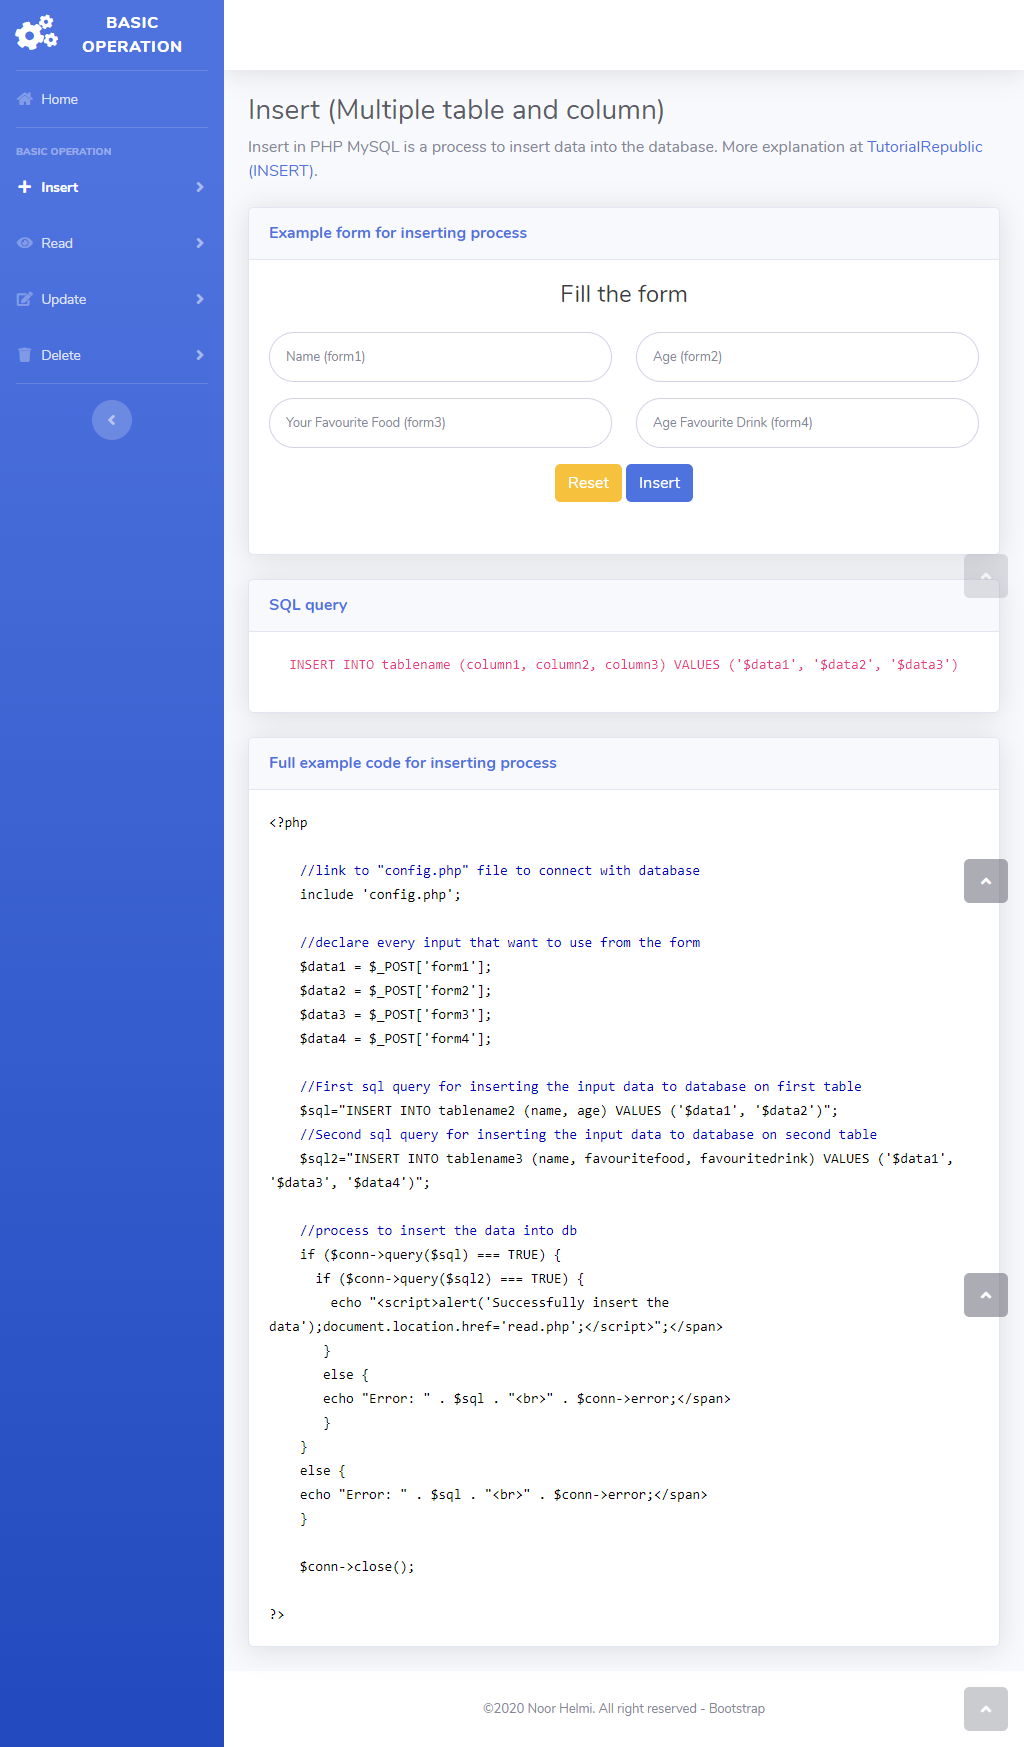 BASIC
OPERATION
Home
BASIC OPERATION
Insert
Read
Update
Delete
Insert (Multiple table and column)
Insert in PHP MySQL is a process to insert data into the database. More explanation at TutorialRepublic
(INSERT).
Example form for inserting process
Fill the form
Name (form1)
Age (form2)
Your Favourite Food (form3)
Age Favourite Drink (form4)
Reset
Insert
SQL query
INSERT INTO tablename (column1, column2, column3) VALUES ('$data1', '$data2', '$data3')
Full example code for inserting process
<?php
//link to "config.php" file to connect with database
include 'config.php';
//declare every input that want to use from the form
$data1 = $_POST['form1'];
$data2 = $_POST['form2'];
$data3 = $_POST['form3'];
$data4 = $_POST['form4'];
//First sql query for inserting the input data to database on first table
$sql="INSERT INTO tablename2 (name, age) VALUES ('$data1', '$data2')";
//Second sql query for inserting the input data to database on second table
$sql2="INSERT INTO tablename3 (name, favouritefood, favouritedrink) VALUES ('$data1',
'$data3', '$data4')";
//process to insert the data into db
if ($conn->query($sql) === TRUE) {
if ($conn->query($sql2) === TRUE) {
echo "<script>alert('Successfully insert the
data');document.location.href='read.php';</script>";</span>
}
else {
echo "Error: " . $sql . "<br>" . $conn->error;</span>
}
}
else {
echo "Error: " . $sql . "<br>" . $conn->error;</span>
}
$conn->close();
?>
©2020 Noor Helmi. All right reserved - Bootstrap